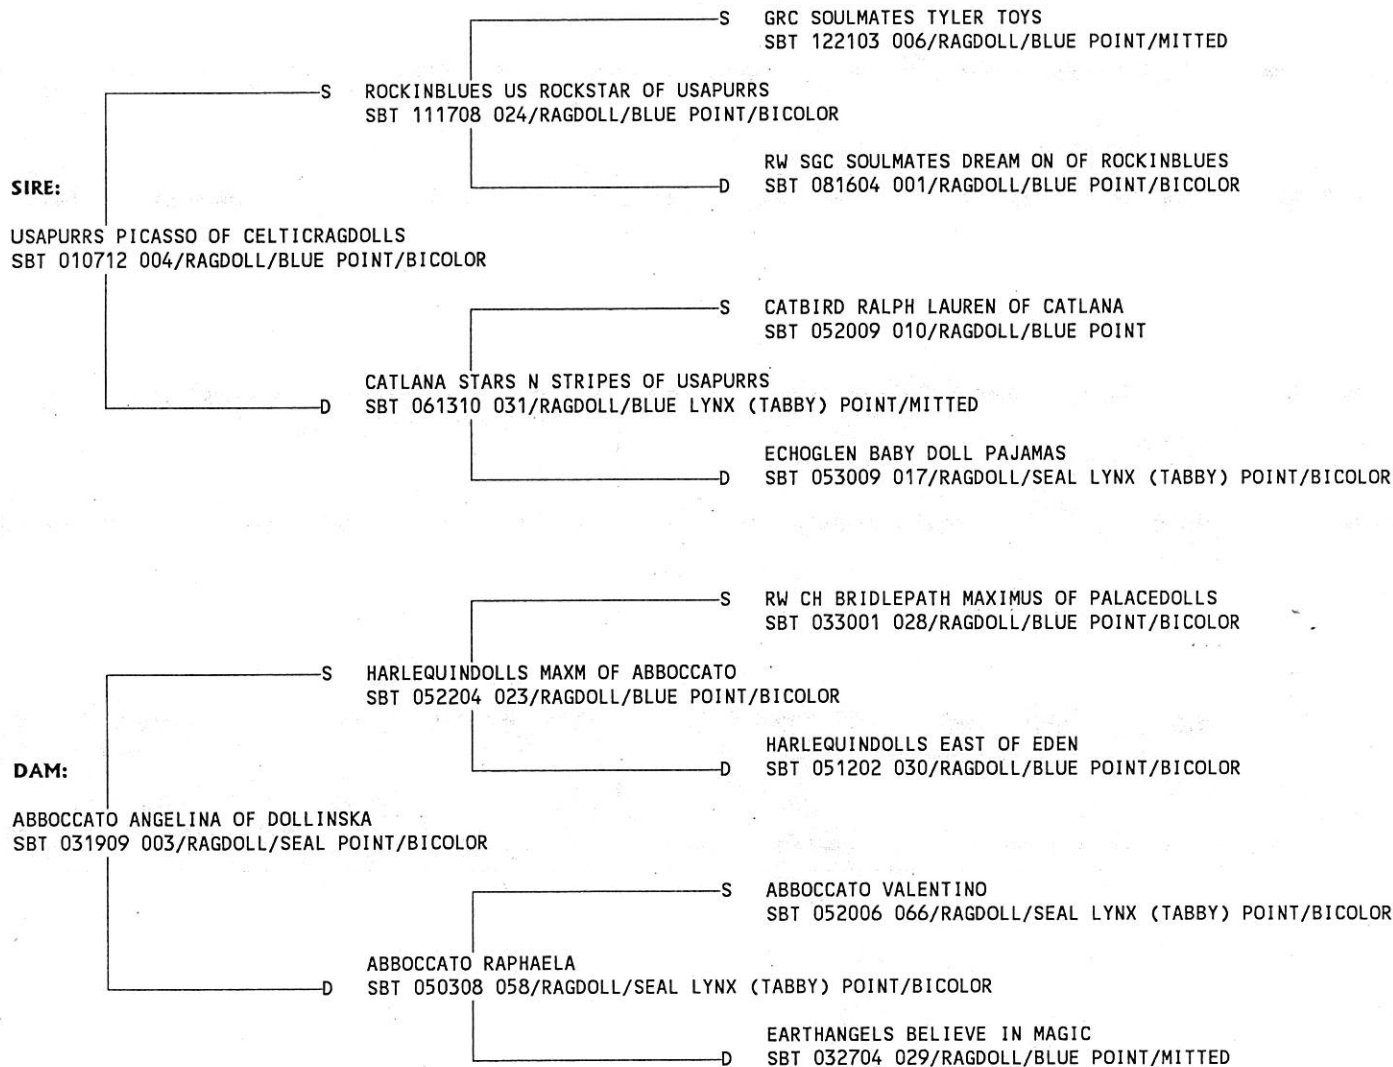 S GRC SOULMATES TYLER TOYS
SBT 122103 006/RAGDOLL/BLUE POINT/MITTED
S ROCKINBLUES US ROCKSTAR OF USAPURRS
SBT 111708 024/RAGDOLL/BLUE POINT/BICOLOR
RW SGC SOULMATES DREAM ON OF ROCKINBLUES
D SBT 081604 001/RAGDOLL/BLUE POINT/BICOLOR
SIRE:
USAPURRS PICASSO OF CELTICRAGDOLLS
SBT 010712 004/RAGDOLL/BLUE POINT/BICOLOR
S CATBIRD RALPH LAUREN OF CATLANA
SBT 052009 010/RAGDOLL/BLUE POINT
CATLANA STARS N STRIPES OF USAPURRS
D SBT 061310 031/RAGDOLL/BLUE LYNX (TABBY) POINT/MITTED
ECHOGLEN BABY DOLL PAJAMAS
D SBT 053009 017/RAGDOLL/SEAL LYNX (TABBY) POINT/BICOLOR
S RW CH BRIDLEPATH MAXIMUS OF PALACEDOLLS
SBT 033001 028/RAGDOLL/BLUE POINT/BICOLOR
S HARLEQUINDOLLS MAXM OF ABBOCCATO
SBT 052204 023/RAGDOLL/BLUE POINT/BICOLOR
HARLEQUINDOLLS EAST OF EDEN
D SBT 051202 030/RAGDOLL/BLUE POINT/BICOLOR
DAM:
ABBOCCATO ANGELINA OF DOLLINSKA
SBT 031909 003/RAGDOLL/SEAL POINT/BICOLOR
S ABBOCCATO VALENTINO
SBT 052006 066/RAGDOLL/SEAL LYNX (TABBY) POINT/BICOLOR
ABBOCCATO RAPHAELA
D SBT 050308 058/RAGDOLL/SEAL LYNX (TABBY) POINT/BICOLOR
EARTHANGELS BELIEVE IN MAGIC
D SBT 032704 029/RAGDOLL/BLUE POINT/MITTED